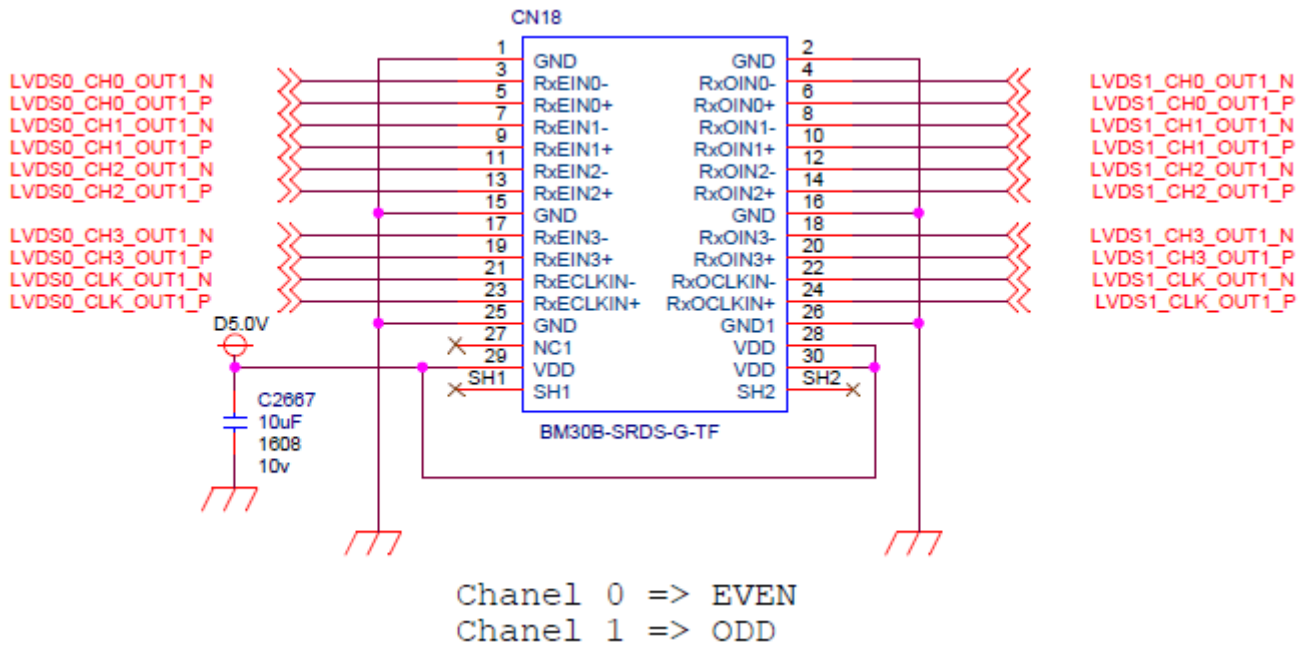 CN18
1 GND GND 2
LVDS0_CH0_OUT1_N 3 RxEIN0- RxOIN0- 4 LVDS1_CH0_OUT1_N
LVDS0_CH0_OUT1_P 5 RxEIN0+ RxOIN0+ 6 LVDS1_CH0_OUT1_P
LVDS0_CH1_OUT1_N 7 RxEIN1- RxOIN1- 8 LVDS1_CH1_OUT1_N
LVDS0_CH1_OUT1_P 9 RxEIN1+ RxOIN1+ 10 LVDS1_CH1_OUT1_P
LVDS0_CH2_OUT1_N 11 RxEIN2- RxOIN2- 12 LVDS1_CH2_OUT1_N
LVDS0_CH2_OUT1_P 13 RxEIN2+ RxOIN2+ 14 LVDS1_CH2_OUT1_P
15 GND GND 16
LVDS0_CH3_OUT1_N 17 RxEIN3- RxOIN3- 18 LVDS1_CH3_OUT1_N
LVDS0_CH3_OUT1_P 19 RxEIN3+ RxOIN3+ 20 LVDS1_CH3_OUT1_P
LVDS0_CLK_OUT1_N 21 RxECLKIN- RxOCLKIN- 22 LVDS1_CLK_OUT1_N
LVDS0_CLK_OUT1_P 23 RxECLKIN+ RxOCLKIN+ 24 LVDS1_CLK_OUT1_P
D5.0V 25 GND GND1 26
27 NC1 VDD 28
29 VDD VDD 30
SH1 SH1 SH2 SH2
C2667
10uF
1608
10v
BM30B-SRDS-G-TF
Chanel 0 => EVEN
Chanel 1 => ODD